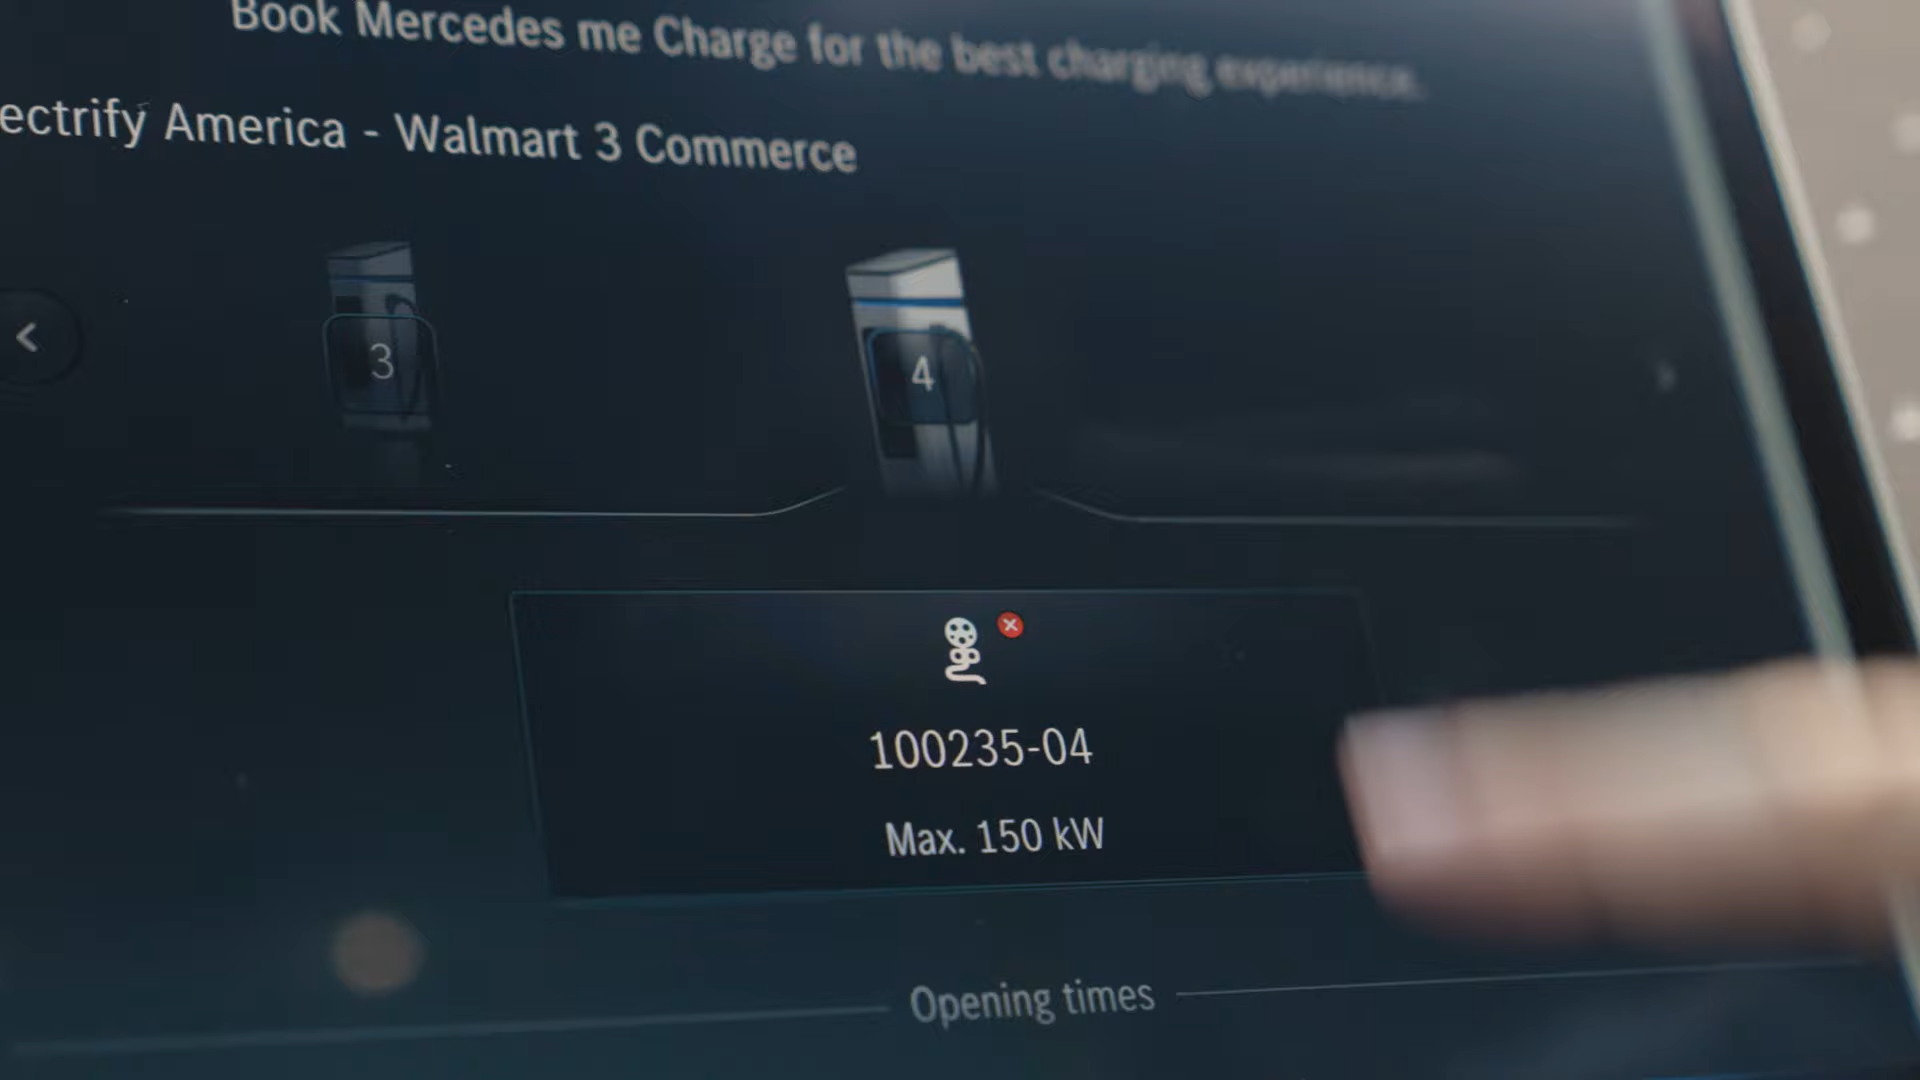 Book Mercedes me Charge for the best charging experience.
ectrify America - Walmart 3 Commerce
3
4
100235-04
Max. 150 kW
Opening times